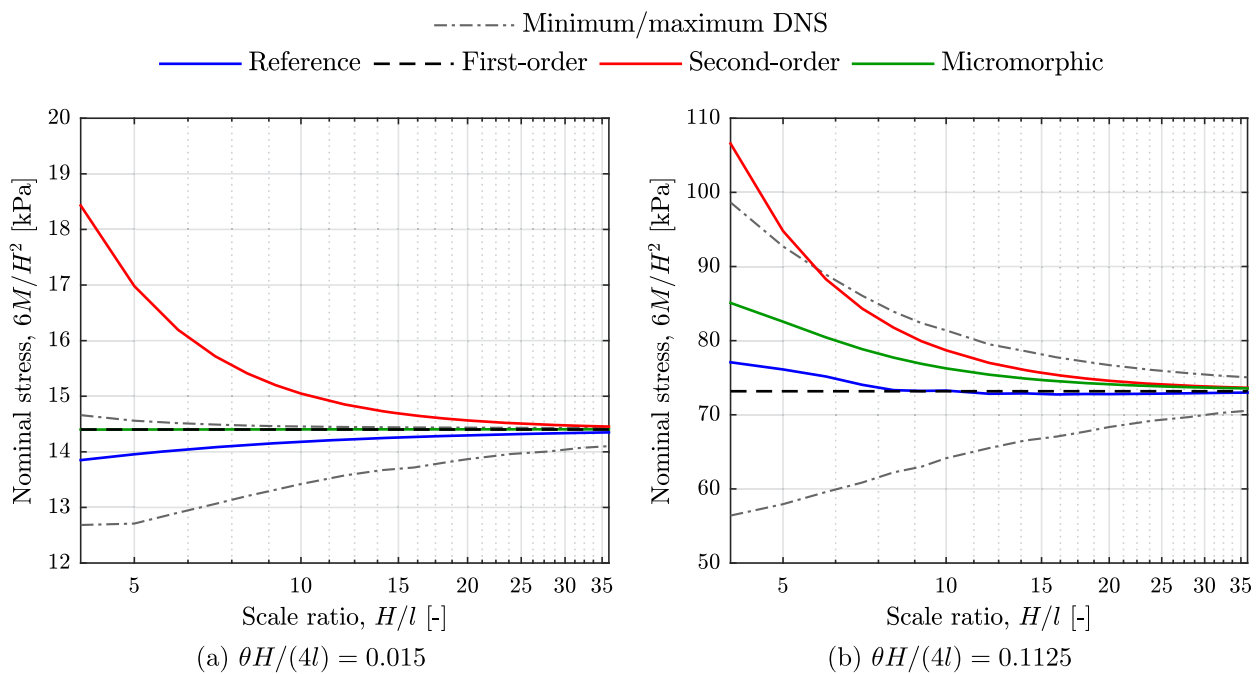 Minimum/maximum DNS
Reference First-order Second-order Micromorphic
20
19
18
17
16
15
14
13
12
Nominal stress, 6M/H² [kPa]
5 10 15 20 25 30 35
Scale ratio, H/l [-]
(a) θH/(4l) = 0.015
110
100
90
80
70
60
50
Nominal stress, 6M/H² [kPa]
5 10 15 20 25 30 35
Scale ratio, H/l [-]
(b) θH/(4l) = 0.1125